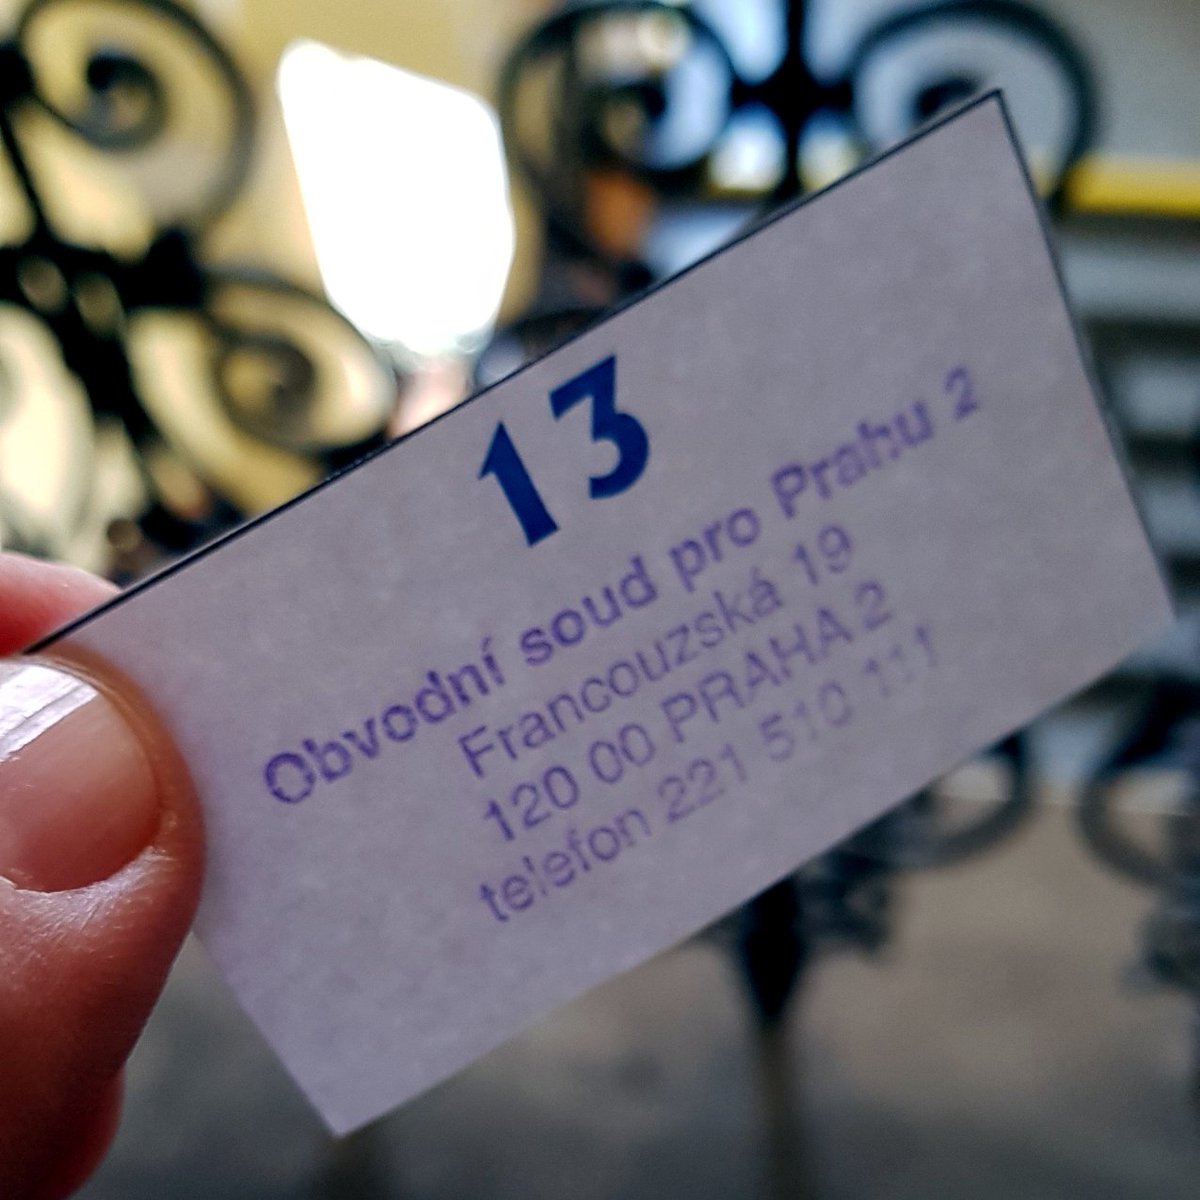 13
Obvodní soud pro Prahu 2
Francouzská 19
120 00 PRAHA 2
telefon 221 510 111